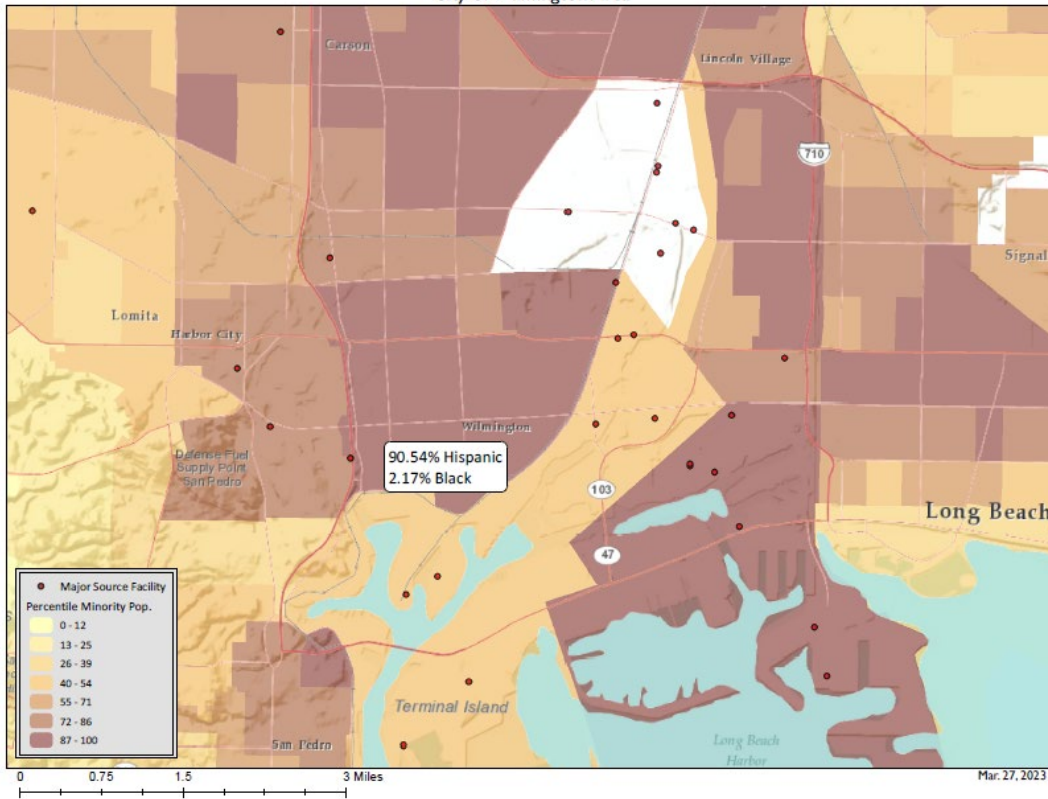 Carson
Lincoln Village
710
Signal
Lomita
Harbor City
Wilmington
90.54% Hispanic
2.17% Black
Defense Fuel
Supply Point
San Pedro
103
Long Beach
47
Major Source Facility
Percentile Minority Pop.
0 - 12
13 - 25
26 - 39
40 - 54
55 - 71
72 - 86
87 - 100
Terminal Island
San Pedro
Long Beach
Harbor
0 0.75 1.5 3 Miles
Mar. 27, 2023